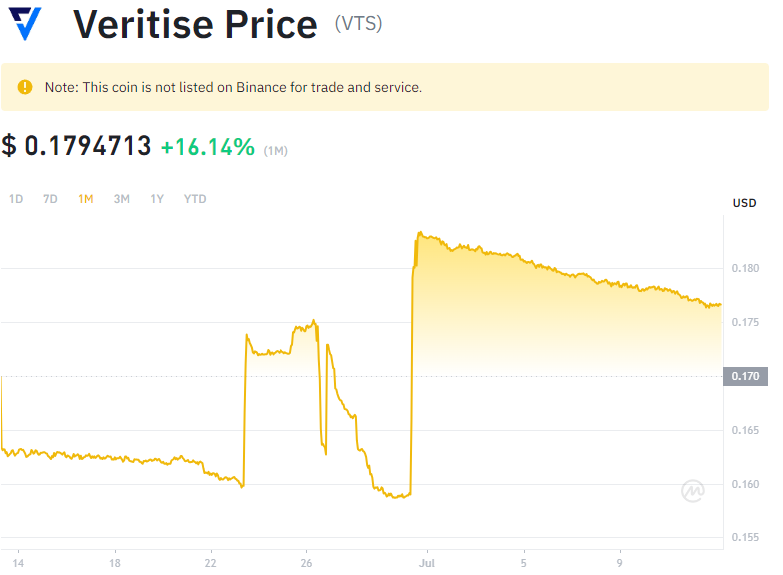 Veritise Price (VTS)
Note: This coin is not listed on Binance for trade and service.
$ 0.1794713 +16.14% (1M)
1D 7D 1M 3M 1Y YTD
USD
0.180
0.175
0.170
0.165
0.160
0.155
14 18 22 26 Jul 5 9